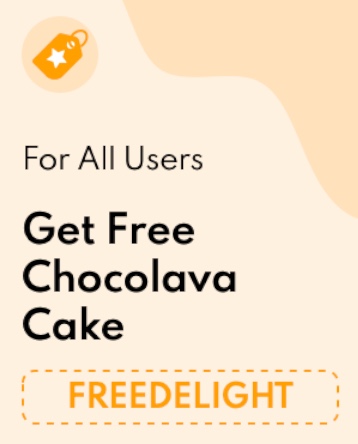 For All Users
Get Free
Chocolava
Cake
FREEDELIGHT